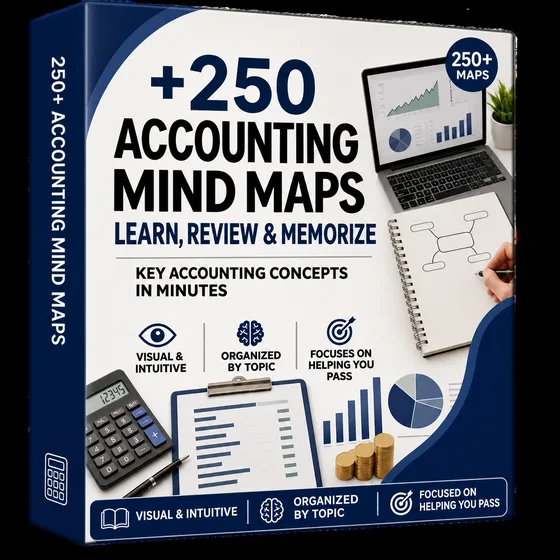 250+ ACCOUNTING MIND MAPS
250+
MAPS
+250
ACCOUNTING
MIND MAPS
LEARN, REVIEW & MEMORIZE
KEY ACCOUNTING CONCEPTS
IN MINUTES
VISUAL &
INTUITIVE
ORGANIZED
BY TOPIC
FOCUSES ON
HELPING YOU
PASS
12345
VISUAL & INTUITIVE
ORGANIZED
BY TOPIC
FOCUSED ON
HELPING YOU PASS